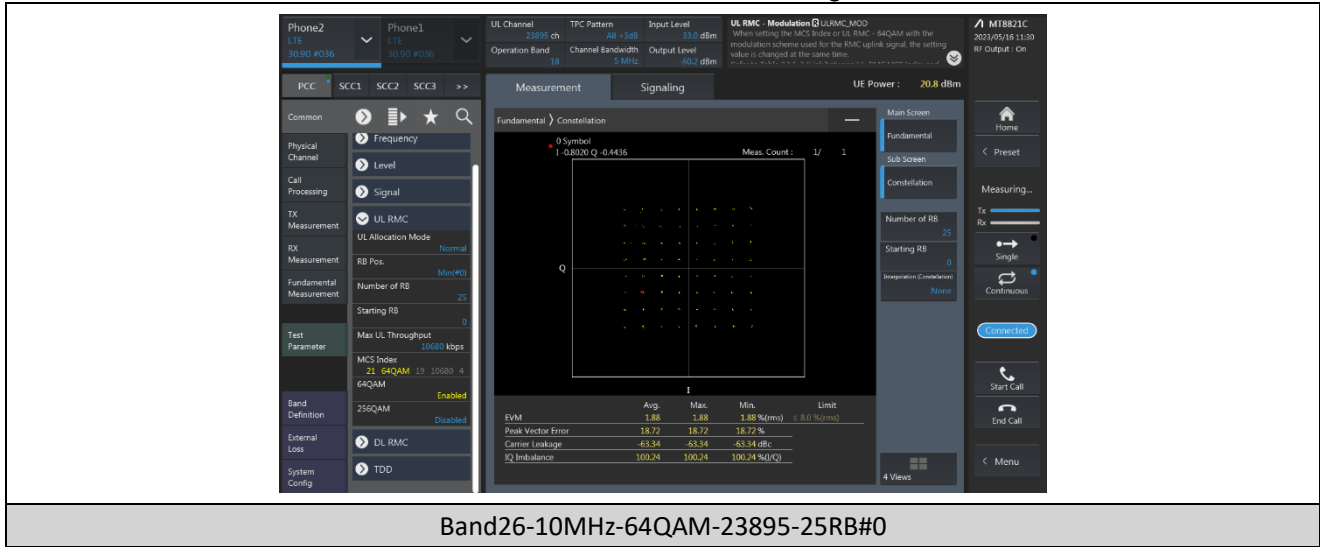 Phone2
LTE
30.90 #036
Phone1
LTE
30.90 #036
UL Channel
23895 ch
TPC Pattern
All +3dB
Input Level
33.0 dBm
Operation Band
18
Channel Bandwidth
5 MHz
Output Level
-60.2 dBm
UL RMC - Modulation R ULRMC_MOD
When setting the MCS Index or UL RMC - 64QAM with the
modulation scheme used for the RMC uplink signal, the setting
value is changed at the same time.
MT8821C
2023/05/16 11:30
RF Output : On
PCC SCC1 SCC2 SCC3 >>
Measurement
Signaling
UE Power : 20.8 dBm
Common
Physical
Channel
Call
Processing
TX
Measurement
RX
Measurement
Fundamental
Measurement
Test
Parameter
Band
Definition
External
Loss
System
Config
Frequency
Level
Signal
UL RMC
UL Allocation Mode
Normal
RB Pos.
Min(#0)
Number of RB
25
Starting RB
0
Max UL Throughput
10680 kbps
MCS Index
21 64QAM 19 10680 4
64QAM
Enabled
256QAM
Disabled
DL RMC
TDD
Fundamental 〉 Constellation
0 Symbol
I -0.8020 Q -0.4436
Meas. Count : 1/ 1
Q
I
Avg. Max. Min. Limit
EVM 1.88 1.88 1.88 %(rms) ≤ 8.0 %(rms)
Peak Vector Error 18.72 18.72 18.72 %
Carrier Leakage -63.34 -63.34 -63.34 dBc
IQ Imbalance 100.24 100.24 100.24 %(I/Q)
Main Screen
Fundamental
Sub Screen
Constellation
Number of RB
25
Starting RB
0
Interpolation (Constellation)
None
4 Views
Home
< Preset
Measuring...
Tx
Rx
Single
Continuous
Connected
Start Call
End Call
< Menu
Band26-10MHz-64QAM-23895-25RB#0